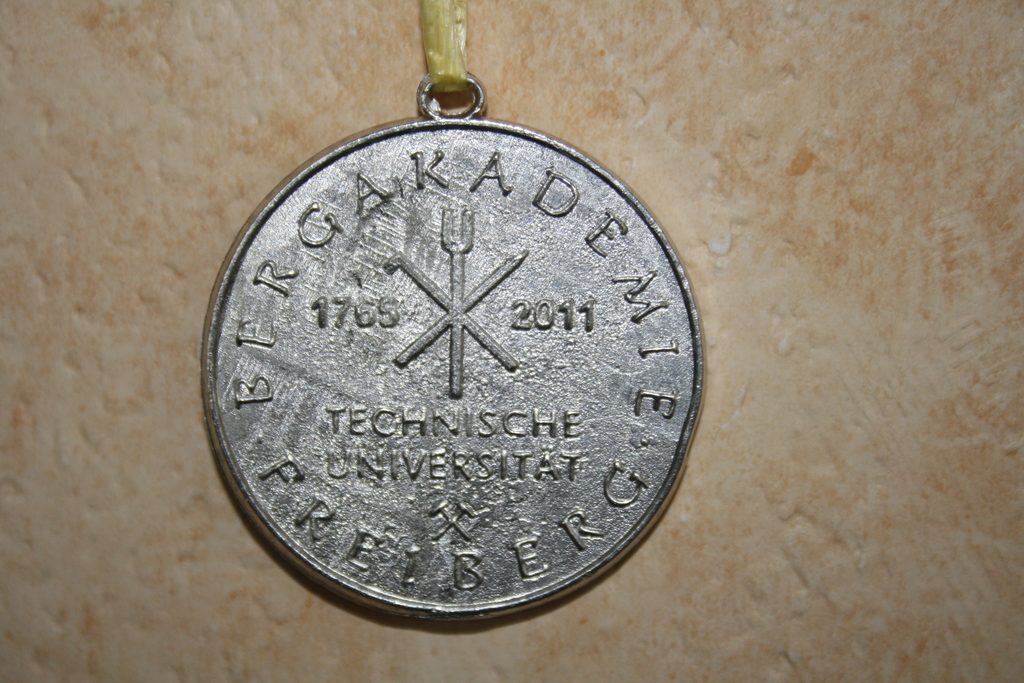 BERGAKADEMIE
1765 2011
TECHNISCHE
UNIVERSITÄT
FREIBERG